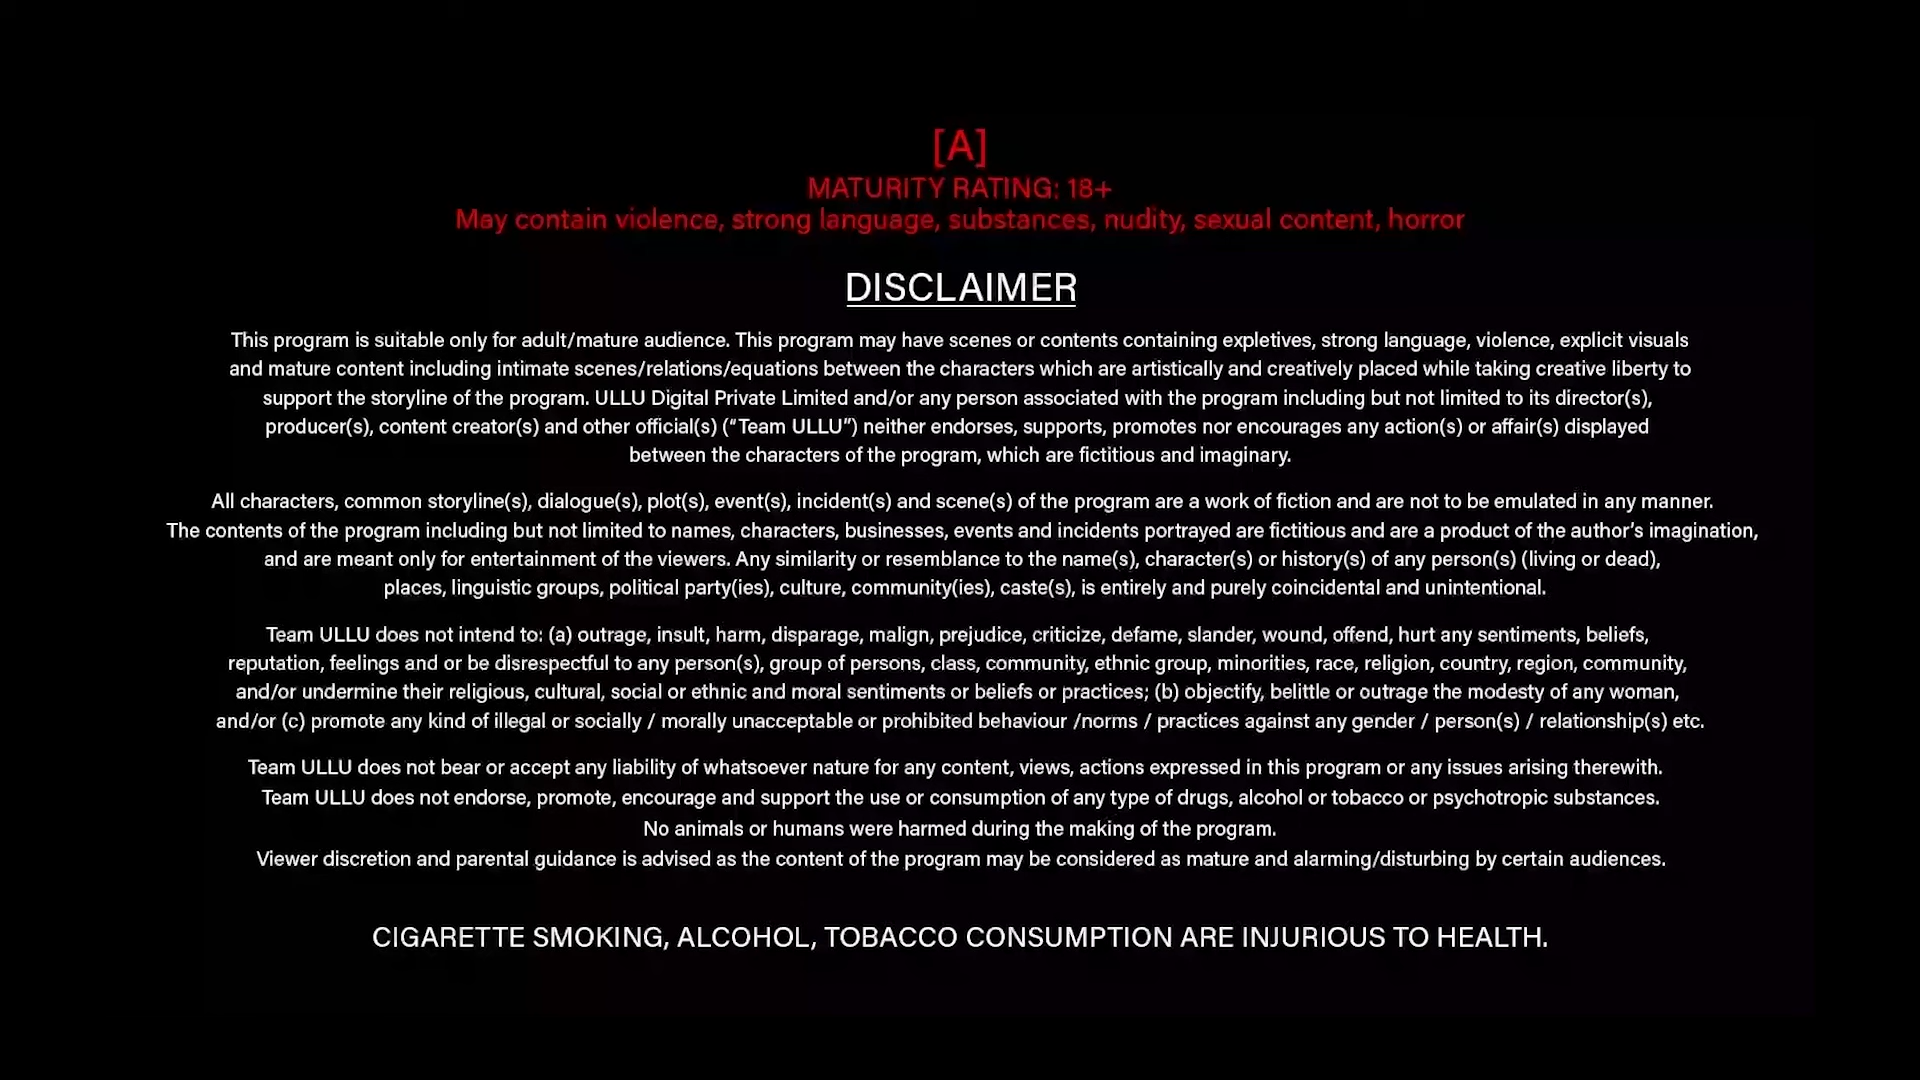 [A]
MATURITY RATING: 18+
May contain violence, strong language, substances, nudity, sexual content, horror
DISCLAIMER
This program is suitable only for adult/mature audience. This program may have scenes or contents containing expletives, strong language, violence, explicit visuals
and mature content including intimate scenes/relations/equations between the characters which are artistically and creatively placed while taking creative liberty to
support the storyline of the program. ULLU Digital Private Limited and/or any person associated with the program including but not limited to its director(s),
producer(s), content creator(s) and other official(s) (“Team ULLU”) neither endorses, supports, promotes nor encourages any action(s) or affair(s) displayed
between the characters of the program, which are fictitious and imaginary.
All characters, common storyline(s), dialogue(s), plot(s), event(s), incident(s) and scene(s) of the program are a work of fiction and are not to be emulated in any manner.
The contents of the program including but not limited to names, characters, businesses, events and incidents portrayed are fictitious and are a product of the author’s imagination,
and are meant only for entertainment of the viewers. Any similarity or resemblance to the name(s), character(s) or history(s) of any person(s) (living or dead),
places, linguistic groups, political party(ies), culture, community(ies), caste(s), is entirely and purely coincidental and unintentional.
Team ULLU does not intend to: (a) outrage, insult, harm, disparage, malign, prejudice, criticize, defame, slander, wound, offend, hurt any sentiments, beliefs,
reputation, feelings and or be disrespectful to any person(s), group of persons, class, community, ethnic group, minorities, race, religion, country, region, community,
and/or undermine their religious, cultural, social or ethnic and moral sentiments or beliefs or practices; (b) objectify, belittle or outrage the modesty of any woman,
and/or (c) promote any kind of illegal or socially / morally unacceptable or prohibited behaviour /norms / practices against any gender / person(s) / relationship(s) etc.
Team ULLU does not bear or accept any liability of whatsoever nature for any content, views, actions expressed in this program or any issues arising therewith.
Team ULLU does not endorse, promote, encourage and support the use or consumption of any type of drugs, alcohol or tobacco or psychotropic substances.
No animals or humans were harmed during the making of the program.
Viewer discretion and parental guidance is advised as the content of the program may be considered as mature and alarming/disturbing by certain audiences.
CIGARETTE SMOKING, ALCOHOL, TOBACCO CONSUMPTION ARE INJURIOUS TO HEALTH.